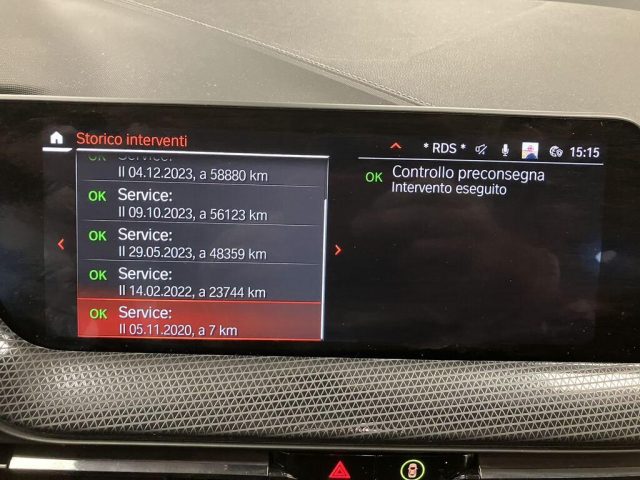 Storico interventi
* RDS *
15:15
OK Service:
Il 04.12.2023, a 58880 km
OK Service:
Il 09.10.2023, a 56123 km
OK Service:
Il 29.05.2023, a 48359 km
OK Service:
Il 14.02.2022, a 23744 km
OK Service:
Il 05.11.2020, a 7 km
OK Controllo preconsegna
Intervento eseguito